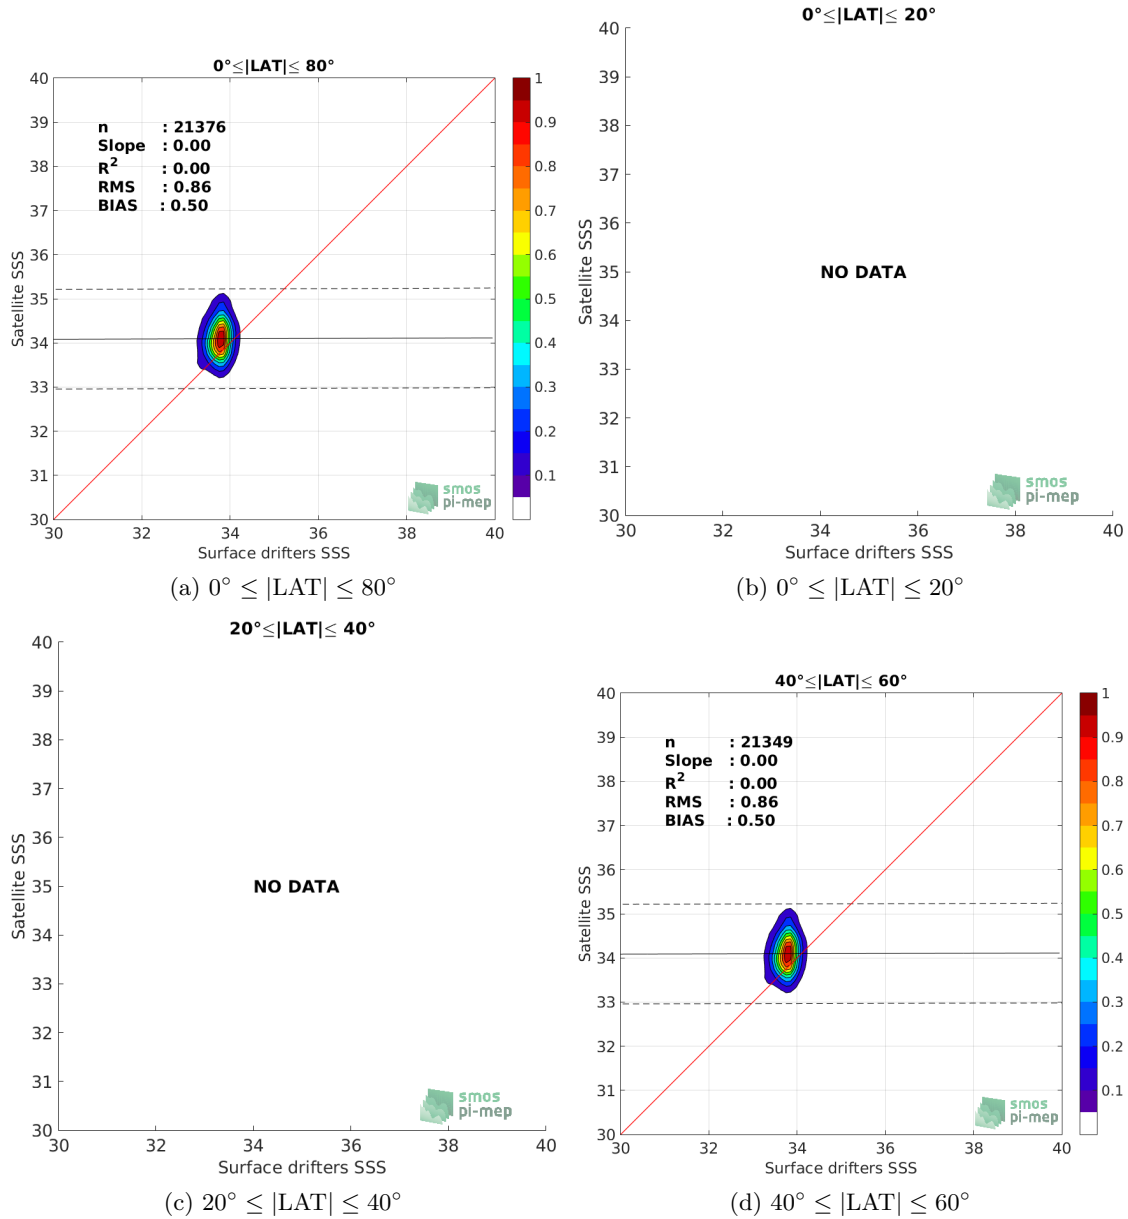 0°≤|LAT|≤ 80°
40
39
38
37
36
35
34
33
32
31
30
n : 21376
Slope : 0.00
R² : 0.00
RMS : 0.86
BIAS : 0.50
Satellite SSS
30 32 34 36 38 40
Surface drifters SSS
1
0.9
0.8
0.7
0.6
0.5
0.4
0.3
0.2
0.1
smos
pi-mep
(a) 0° ≤ |LAT| ≤ 80°
0°≤|LAT|≤ 20°
40
39
38
37
36
35
34
33
32
31
30
NO DATA
Satellite SSS
30 32 34 36 38 40
Surface drifters SSS
smos
pi-mep
(b) 0° ≤ |LAT| ≤ 20°
20°≤|LAT|≤ 40°
40
39
38
37
36
35
34
33
32
31
30
NO DATA
Satellite SSS
30 32 34 36 38 40
Surface drifters SSS
smos
pi-mep
(c) 20° ≤ |LAT| ≤ 40°
40°≤|LAT|≤ 60°
40
39
38
37
36
35
34
33
32
31
30
n : 21349
Slope : 0.00
R² : 0.00
RMS : 0.86
BIAS : 0.50
Satellite SSS
30 32 34 36 38 40
Surface drifters SSS
1
0.9
0.8
0.7
0.6
0.5
0.4
0.3
0.2
0.1
smos
pi-mep
(d) 40° ≤ |LAT| ≤ 60°